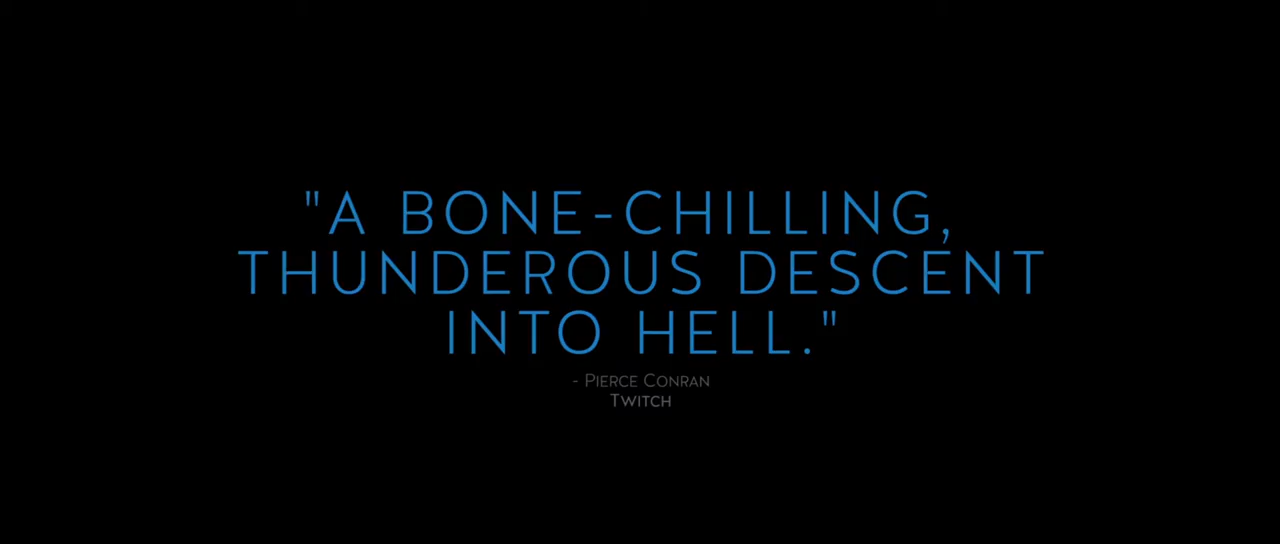 "A BONE-CHILLING,
THUNDEROUS DESCENT
INTO HELL."
- PIERCE CONRAN
TWITCH